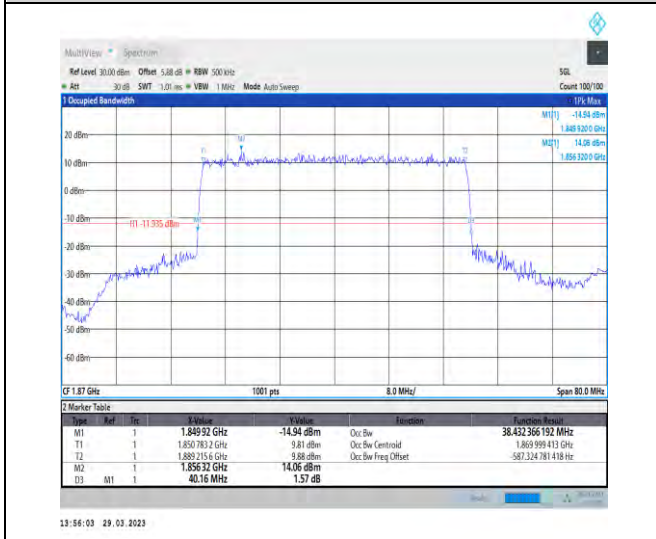 MultiView Spectrum
Ref Level 30.00 dBm Offset 5.88 dB RBW 500 kHz SGL
Att 30 dB SWT 1.01 ms VBW 1 MHz Mode Auto Sweep Count 100/100
1 Occupied Bandwidth 1Pk Max
M1[1] -14.94 dBm
1.849 920 0 GHz
M2[1] 14.06 dBm
1.856 320 0 GHz
20 dBm
10 dBm
0 dBm
-10 dBm
H1 -11.935 dBm
-20 dBm
-30 dBm
-40 dBm
-50 dBm
-60 dBm
CF 1.87 GHz 1001 pts 8.0 MHz/ Span 80.0 MHz
2 Marker Table
Type Ref Trc X-Value Y-Value Function Function Result
M1 1 1.849 92 GHz -14.94 dBm Occ Bw 38.432 366 192 MHz
T1 1 1.850 783 2 GHz 9.81 dBm Occ Bw Centroid 1.869 999 413 GHz
T2 1 1.889 215 6 GHz 9.88 dBm Occ Bw Freq Offset -587.324 781 418 Hz
M2 1 1.856 32 GHz 14.06 dBm
D3 M1 1 40.16 MHz 1.57 dB
13:56:03 29.03.2023